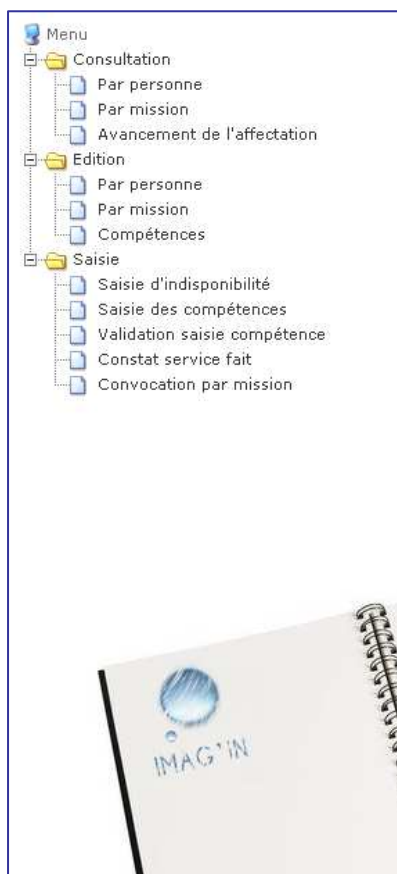 Menu
Consultation
Par personne
Par mission
Avancement de l'affectation
Edition
Par personne
Par mission
Compétences
Saisie
Saisie d'indisponibilité
Saisie des compétences
Validation saisie compétence
Constat service fait
Convocation par mission
IMAG'IN